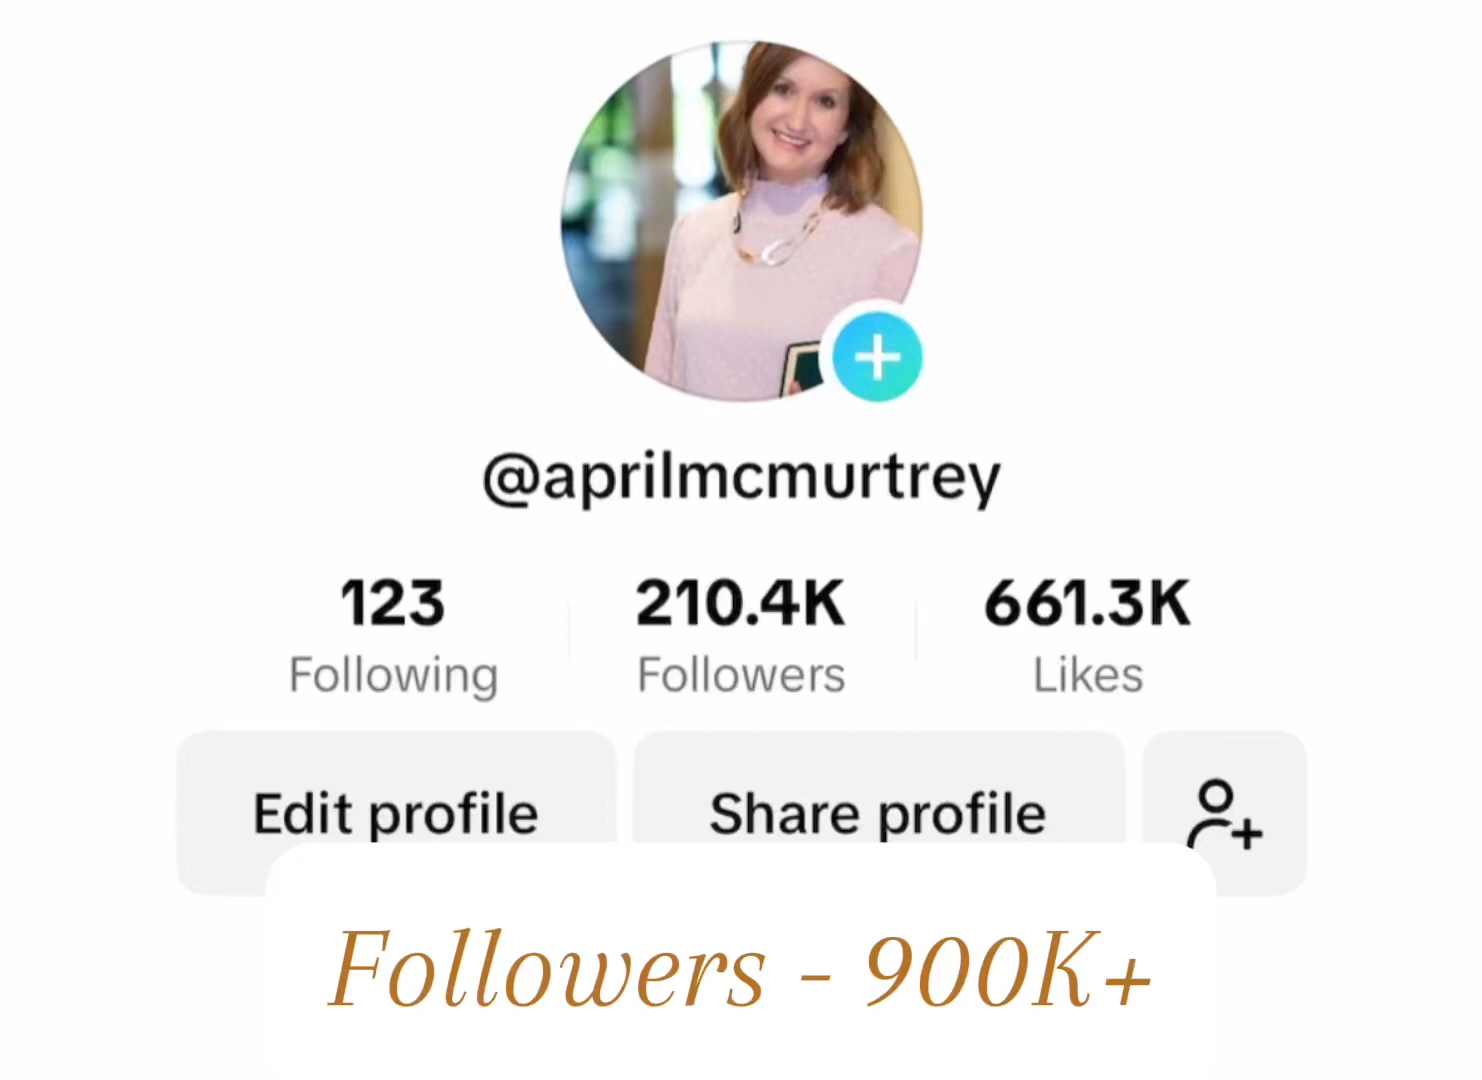 @aprilmcmurtrey
123 210.4K 661.3K
Following Followers Likes
Edit profile Share profile
Followers - 900K+